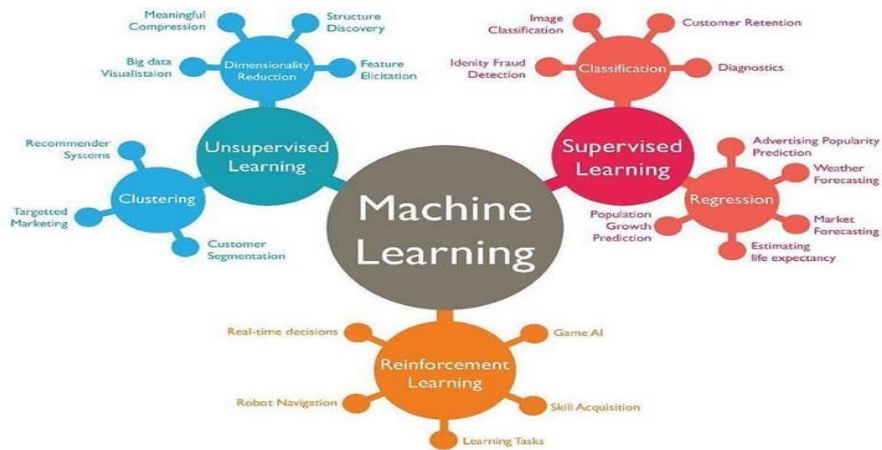 Meaningful
Compression
Structure
Discovery
Big data
Visualistaion
Dimensionality
Reduction
Feature
Elicitation
Recommender
Systems
Unsupervised
Learning
Clustering
Targetted
Marketing
Customer
Segmentation
Machine
Learning
Image
Classification
Customer Retention
Idenity Fraud
Detection
Classification
Diagnostics
Supervised
Learning
Advertising Popularity
Prediction
Weather
Forecasting
Regression
Population
Growth
Prediction
Market
Forecasting
Estimating
life expectancy
Real-time decisions
Game AI
Reinforcement
Learning
Robot Navigation
Skill Acquisition
Learning Tasks